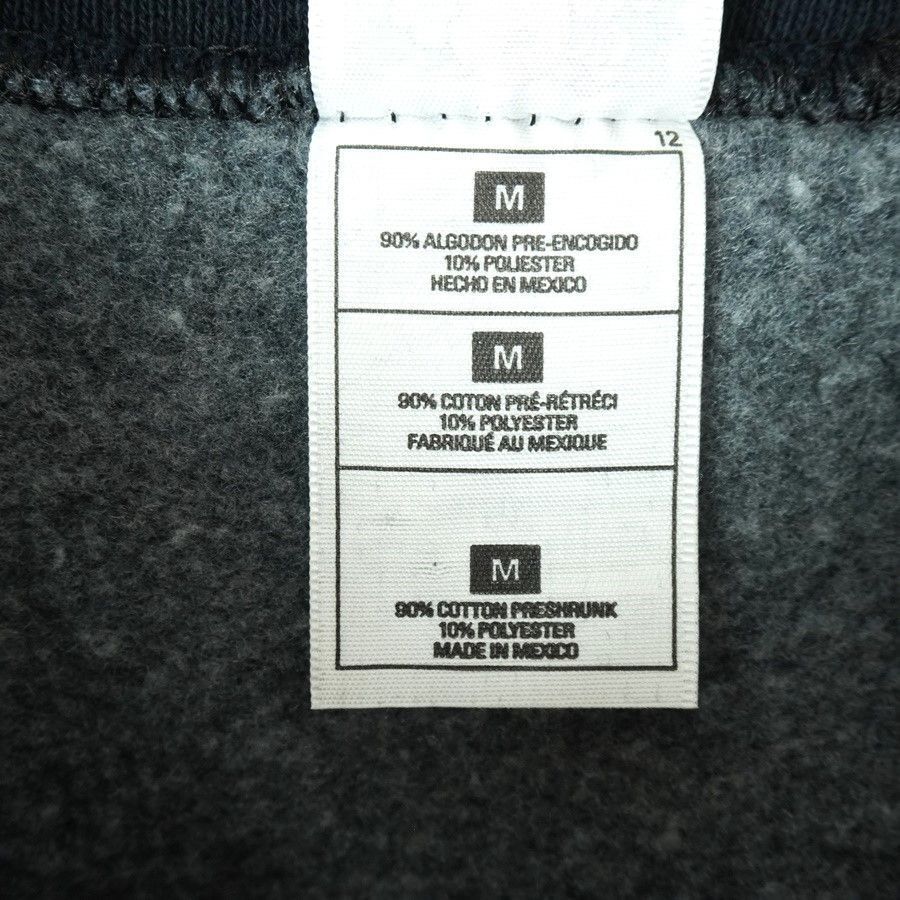 12
M
90% ALGODON PRE-ENCOGIDO
10% POLIESTER
HECHO EN MEXICO
M
90% COTON PRÉ-RÉTRÉCI
10% POLYESTER
FABRIQUÉ AU MEXIQUE
M
90% COTTON PRESHRUNK
10% POLYESTER
MADE IN MEXICO